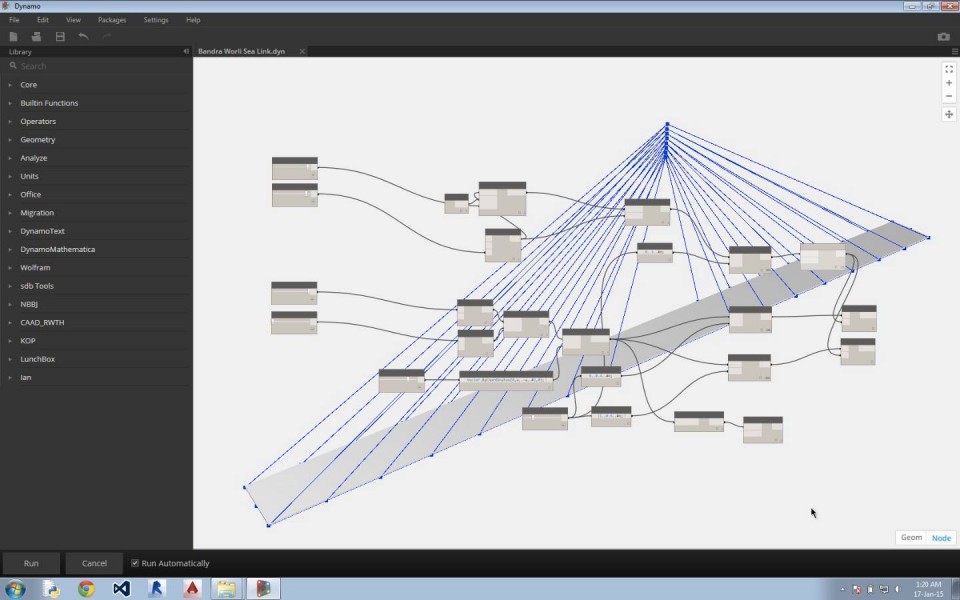 Dynamo
File Edit View Packages Settings Help
Library
Bandra Worli Sea Link.dyn
Search
Core
Builtin Functions
Operators
Geometry
Analyze
Units
Office
Migration
DynamoText
DynamoMathematica
Wolfram
sdb Tools
NBBJ
CAAD_RWTH
KOP
LunchBox
Ian
Geom Node
Run Cancel Run Automatically
1:20 AM
17-Jan-15